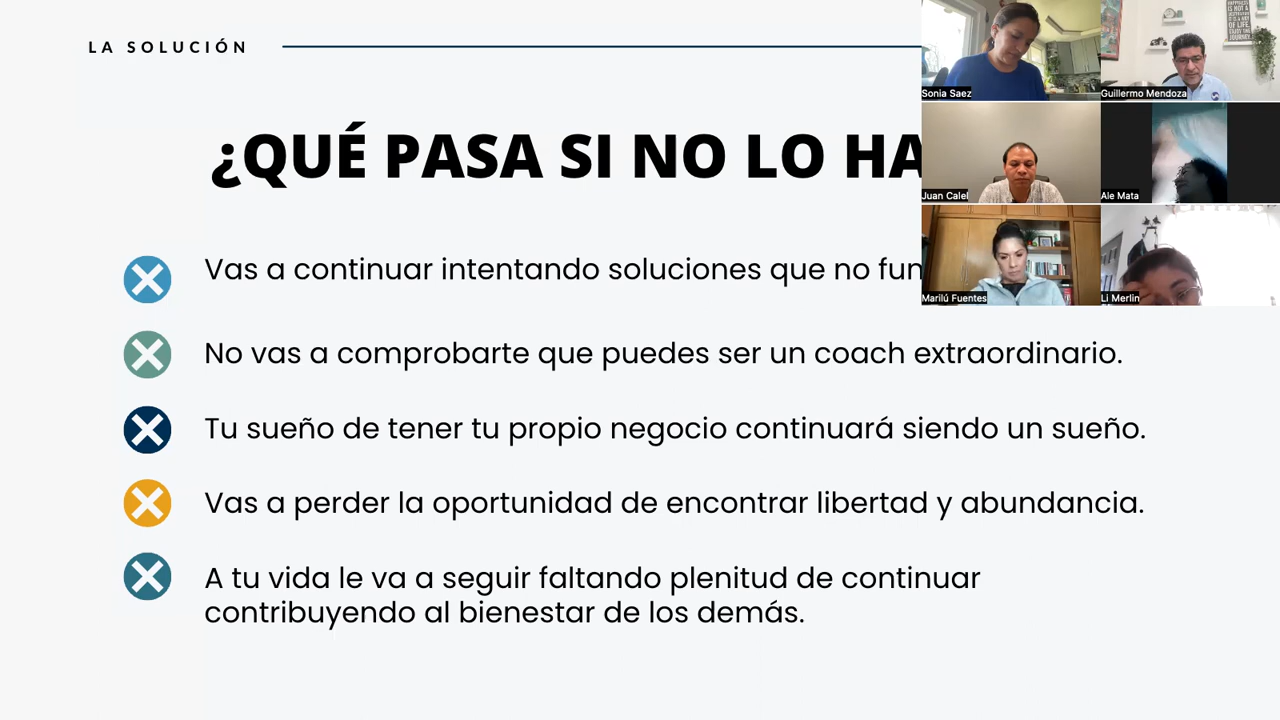 LA SOLUCIÓN
¿QUÉ PASA SI NO LO HA
Vas a continuar intentando soluciones que no fun
No vas a comprobarte que puedes ser un coach extraordinario.
Tu sueño de tener tu propio negocio continuará siendo un sueño.
Vas a perder la oportunidad de encontrar libertad y abundancia.
A tu vida le va a seguir faltando plenitud de continuar
contribuyendo al bienestar de los demás.
Sonia Saez
Guillermo Mendoza
Juan Calel
Ale Mata
Marilú Fuentes
Li Merlin